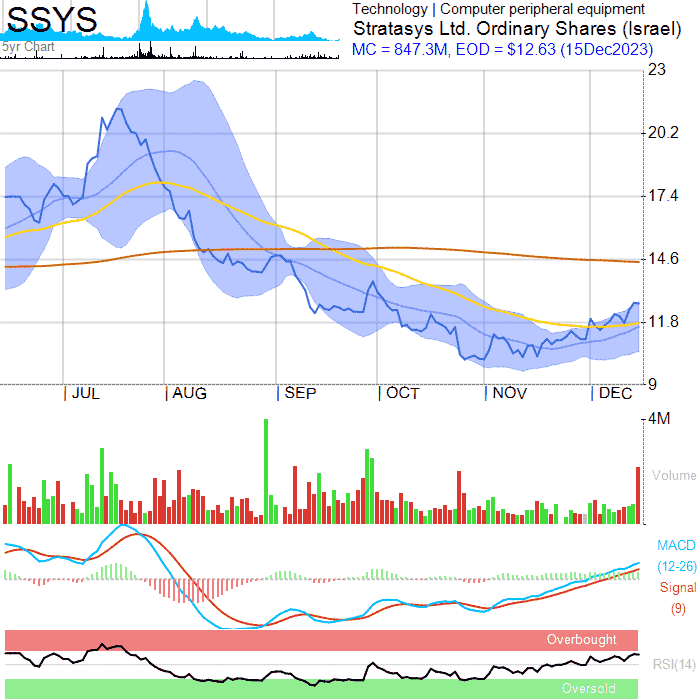 SSYS
5yr Chart
Technology | Computer peripheral equipment
Stratasys Ltd. Ordinary Shares (Israel)
MC = 847.3M, EOD = $12.63 (15Dec2023)
23
20.2
17.4
14.6
11.8
9
JUL AUG SEP OCT NOV DEC
4M
Volume
MACD
(12-26)
Signal
(9)
Overbought
RSI(14)
Oversold